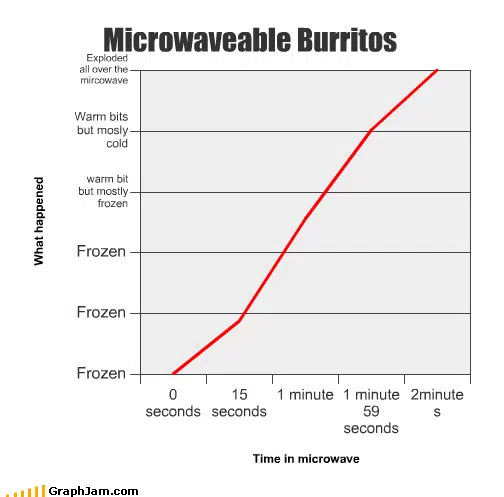 Microwaveable Burritos
Exploded
all over the
mircowave
Warm bits
but mosly
cold
warm bit
but mostly
frozen
Frozen
Frozen
Frozen
What happened
0
seconds
15
seconds
1 minute
1 minute
59
seconds
2minute
s
Time in microwave
GraphJam.com